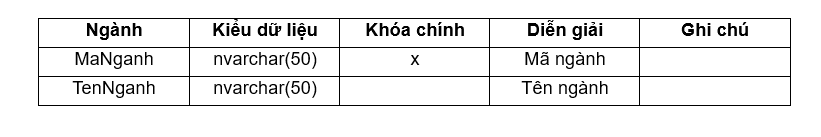 Ngành Kiểu dữ liệu Khóa chính Diễn giải Ghi chú
MaNganh nvarchar(50) x Mã ngành
TenNganh nvarchar(50) Tên ngành